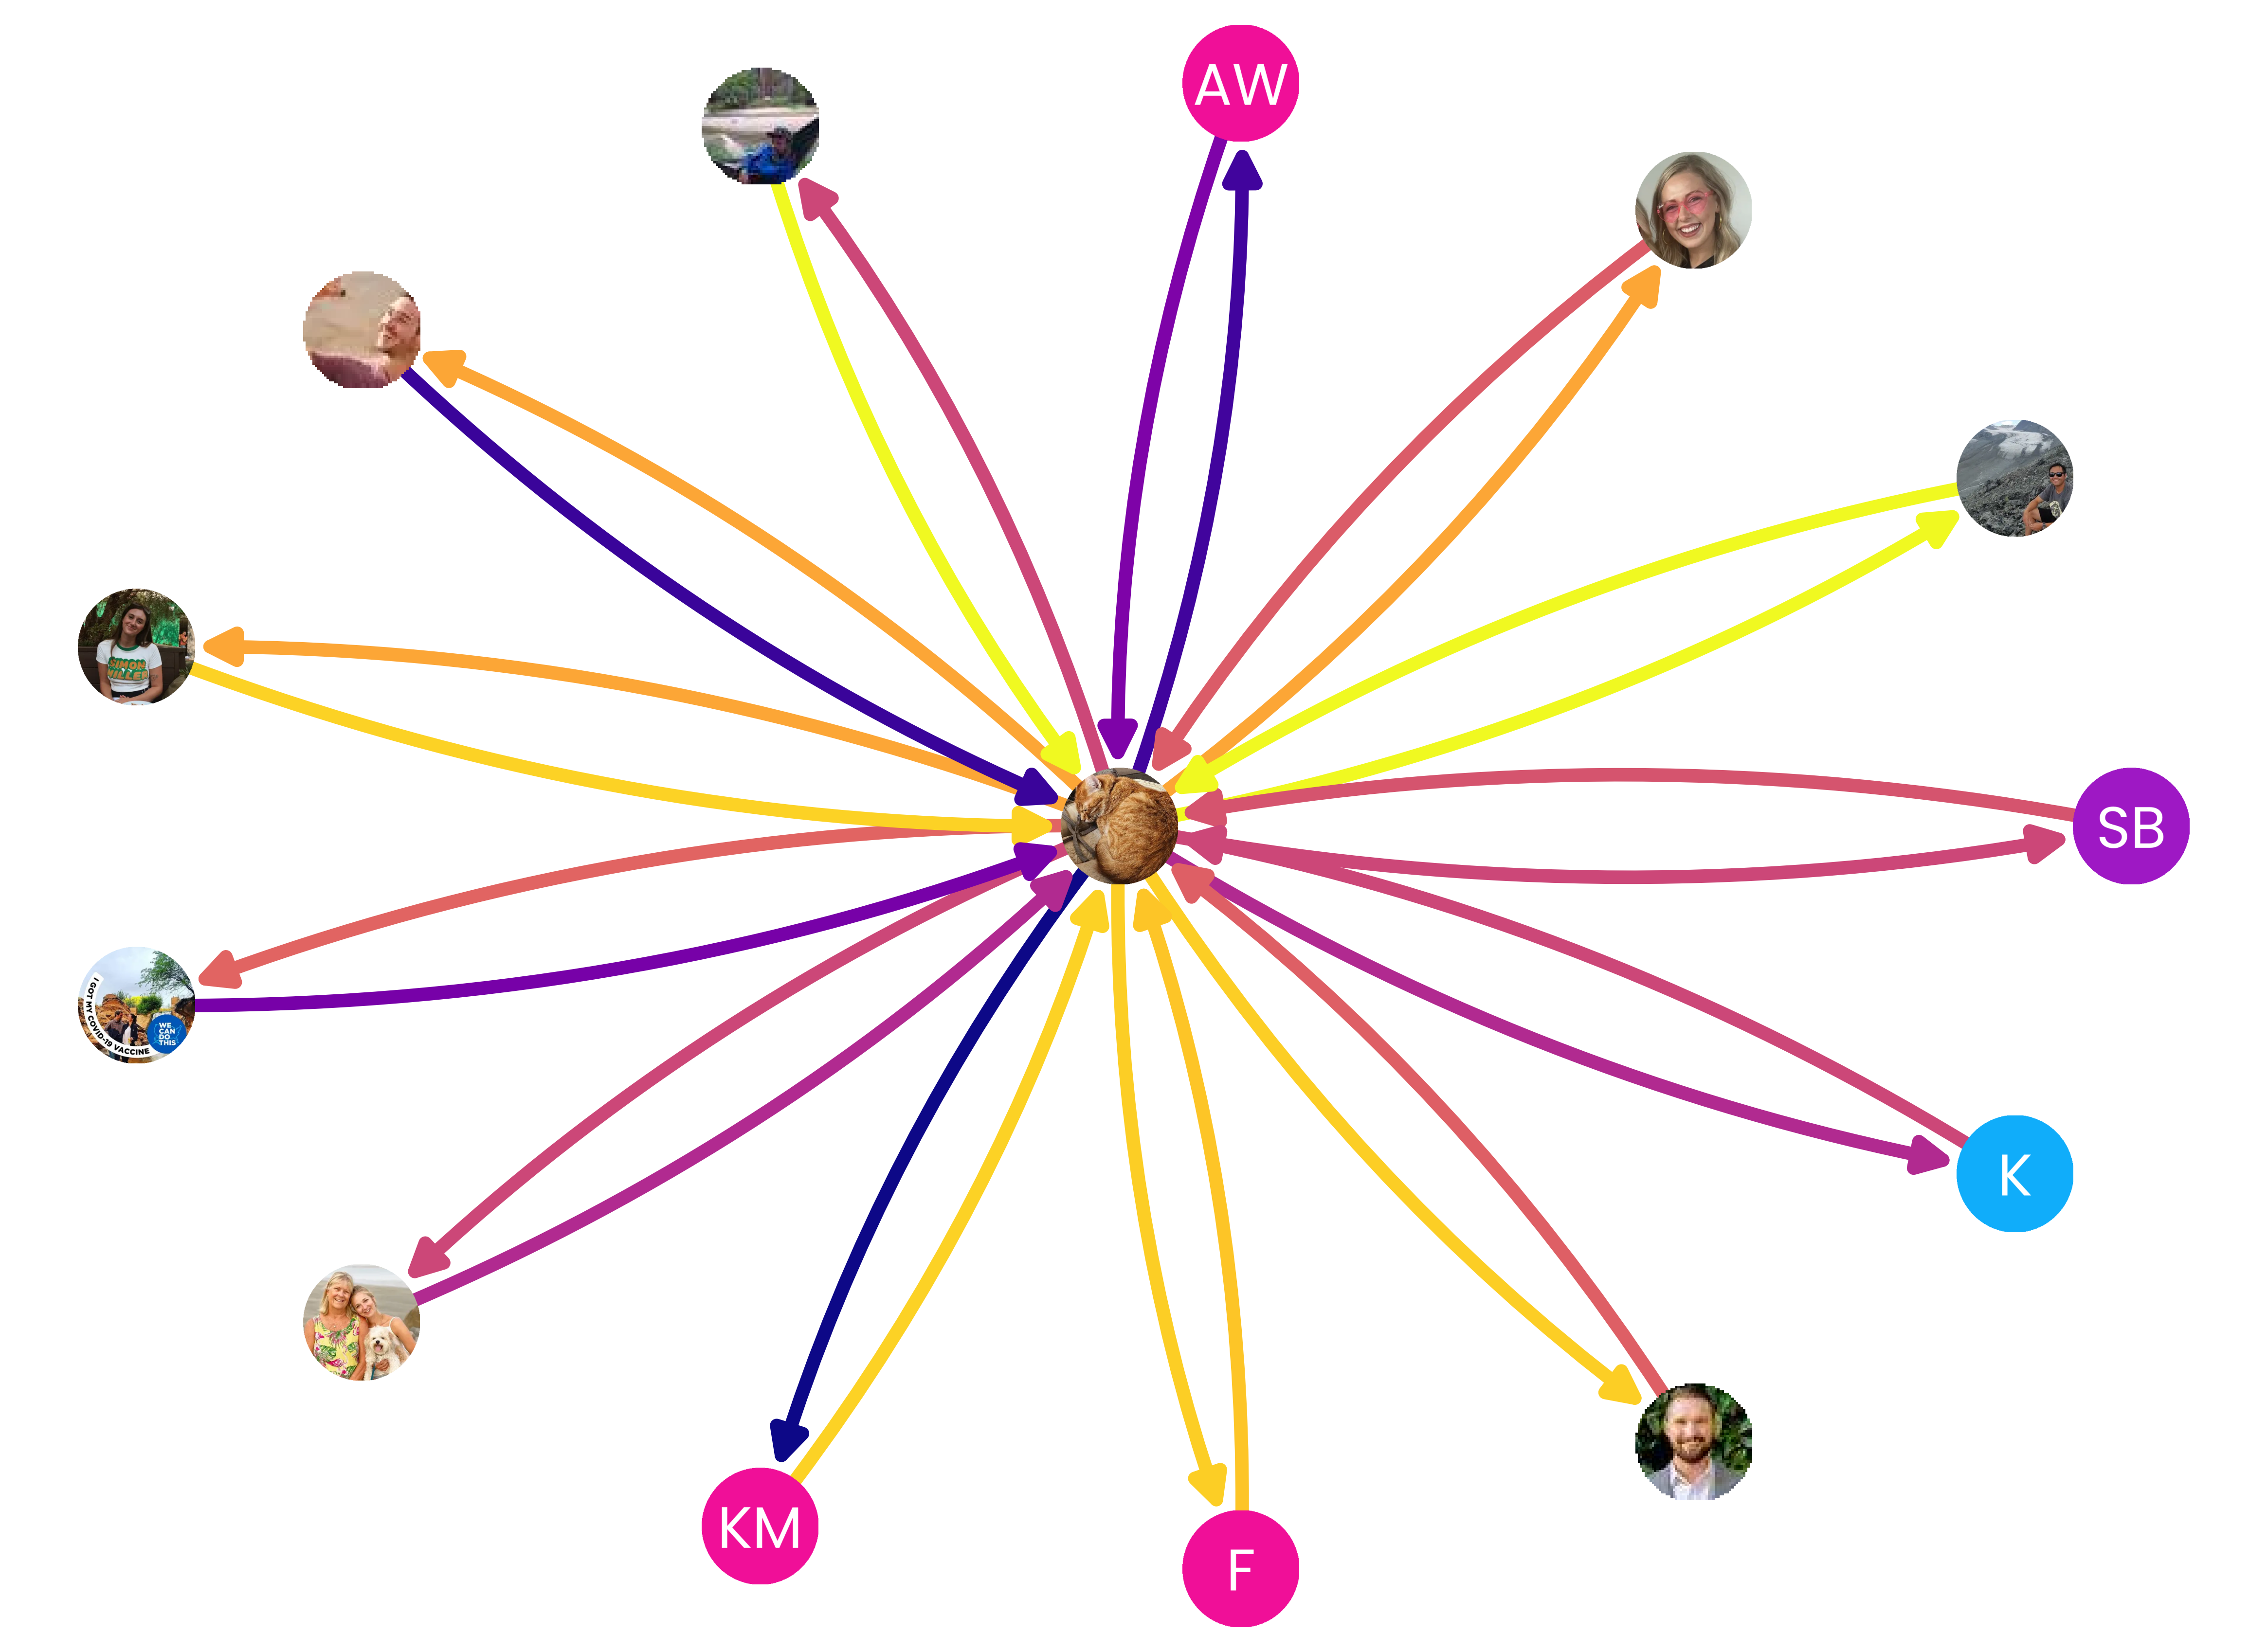 AW
SIMON
MILLER
SB
I GOT MY COVID-19 VACCINE
WE
CAN
DO
THIS
K
KM
F